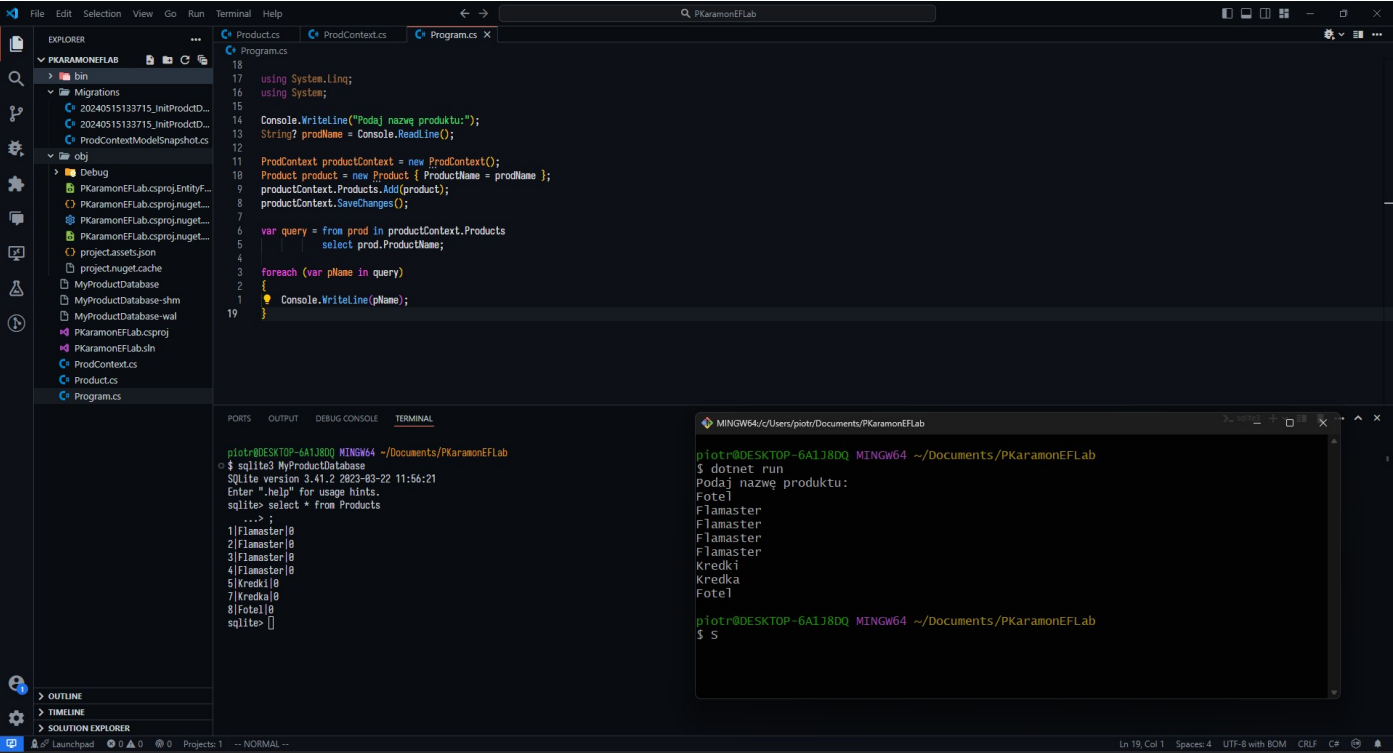 File Edit Selection View Go Run Terminal Help
PKaramonEFLab
EXPLORER
PKARAMONEFLAB
bin
Migrations
20240515133715_InitProdctD...
20240515133715_InitProdctD...
ProdContextModelSnapshot.cs
obj
Debug
PKaramonEFLab.csproj.EntityF...
PKaramonEFLab.csproj.nuget....
PKaramonEFLab.csproj.nuget....
PKaramonEFLab.csproj.nuget....
project.assets.json
project.nuget.cache
MyProductDatabase
MyProductDatabase-shm
MyProductDatabase-wal
PKaramonEFLab.csproj
PKaramonEFLab.sln
ProdContext.cs
Product.cs
Program.cs
OUTLINE
TIMELINE
SOLUTION EXPLORER
Product.cs ProdContext.cs Program.cs
Program.cs
18
17 using System.Linq;
16 using System;
15
14 Console.WriteLine("Podaj nazwę produktu:");
13 String? prodName = Console.ReadLine();
12
11 ProdContext productContext = new ProdContext();
10 Product product = new Product { ProductName = prodName };
9 productContext.Products.Add(product);
8 productContext.SaveChanges();
7
6 var query = from prod in productContext.Products
5 select prod.ProductName;
4
3 foreach (var pName in query)
2 {
1 Console.WriteLine(pName);
19 }
PORTS OUTPUT DEBUG CONSOLE TERMINAL
piotr@DESKTOP-6A1J8DQ MINGW64 ~/Documents/PKaramonEFLab
$ sqlite3 MyProductDatabase
SQLite version 3.41.2 2023-03-22 11:56:21
Enter ".help" for usage hints.
sqlite> select * from Products
...> ;
1|Flamaster|0
2|Flamaster|0
3|Flamaster|0
4|Flamaster|0
5|Kredki|0
7|Kredka|0
8|Fotel|0
sqlite>
MINGW64:/c/Users/piotr/Documents/PKaramonEFLab
piotr@DESKTOP-6A1J8DQ MINGW64 ~/Documents/PKaramonEFLab
$ dotnet run
Podaj nazwę produktu:
Fotel
Flamaster
Flamaster
Flamaster
Flamaster
Kredki
Kredka
Fotel
piotr@DESKTOP-6A1J8DQ MINGW64 ~/Documents/PKaramonEFLab
$ S
1
Launchpad 0 0 0 Projects: 1 -- NORMAL --
Ln 19, Col 1 Spaces: 4 UTF-8 with BOM CRLF C#